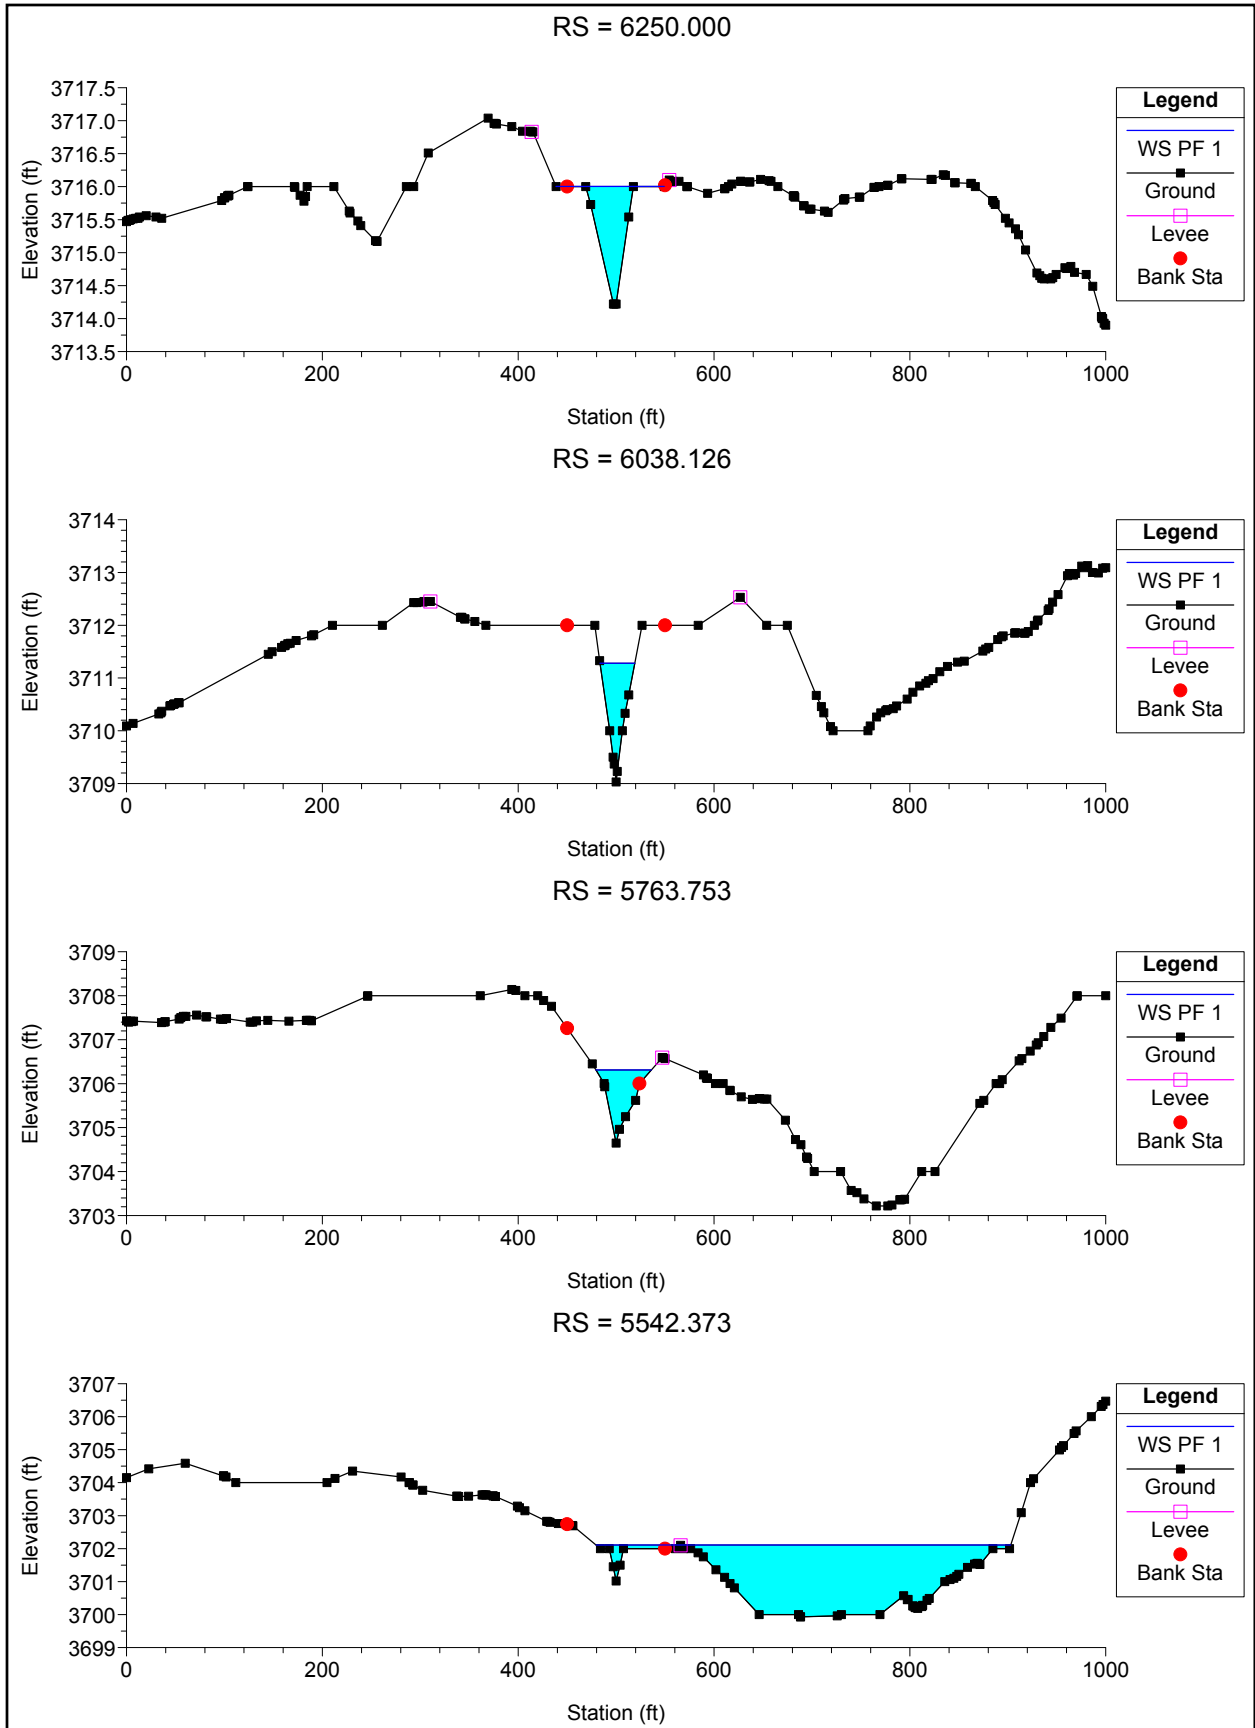 RS = 6250.000
3717.5
3717.0
3716.5
3716.0
3715.5
3715.0
3714.5
3714.0
3713.5
Elevation (ft)
0 200 400 600 800 1000
Station (ft)
Legend
WS PF 1
Ground
Levee
Bank Sta
RS = 6038.126
3714
3713
3712
3711
3710
3709
Elevation (ft)
0 200 400 600 800 1000
Station (ft)
Legend
WS PF 1
Ground
Levee
Bank Sta
RS = 5763.753
3709
3708
3707
3706
3705
3704
3703
Elevation (ft)
0 200 400 600 800 1000
Station (ft)
Legend
WS PF 1
Ground
Levee
Bank Sta
RS = 5542.373
3707
3706
3705
3704
3703
3702
3701
3700
3699
Elevation (ft)
0 200 400 600 800 1000
Station (ft)
Legend
WS PF 1
Ground
Levee
Bank Sta